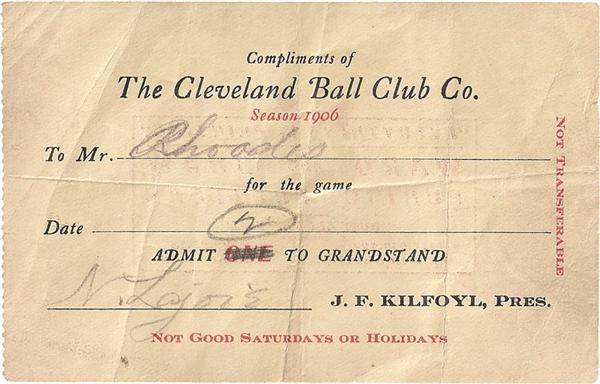 Compliments of
The Cleveland Ball Club Co.
Season 1906
To Mr. Rhoades
for the game
Date 2
ADMIT ONE TO GRANDSTAND
N. Lajoie
J. F. KILFOYL, PRES.
NOT GOOD SATURDAYS OR HOLIDAYS
NOT TRANSFERABLE